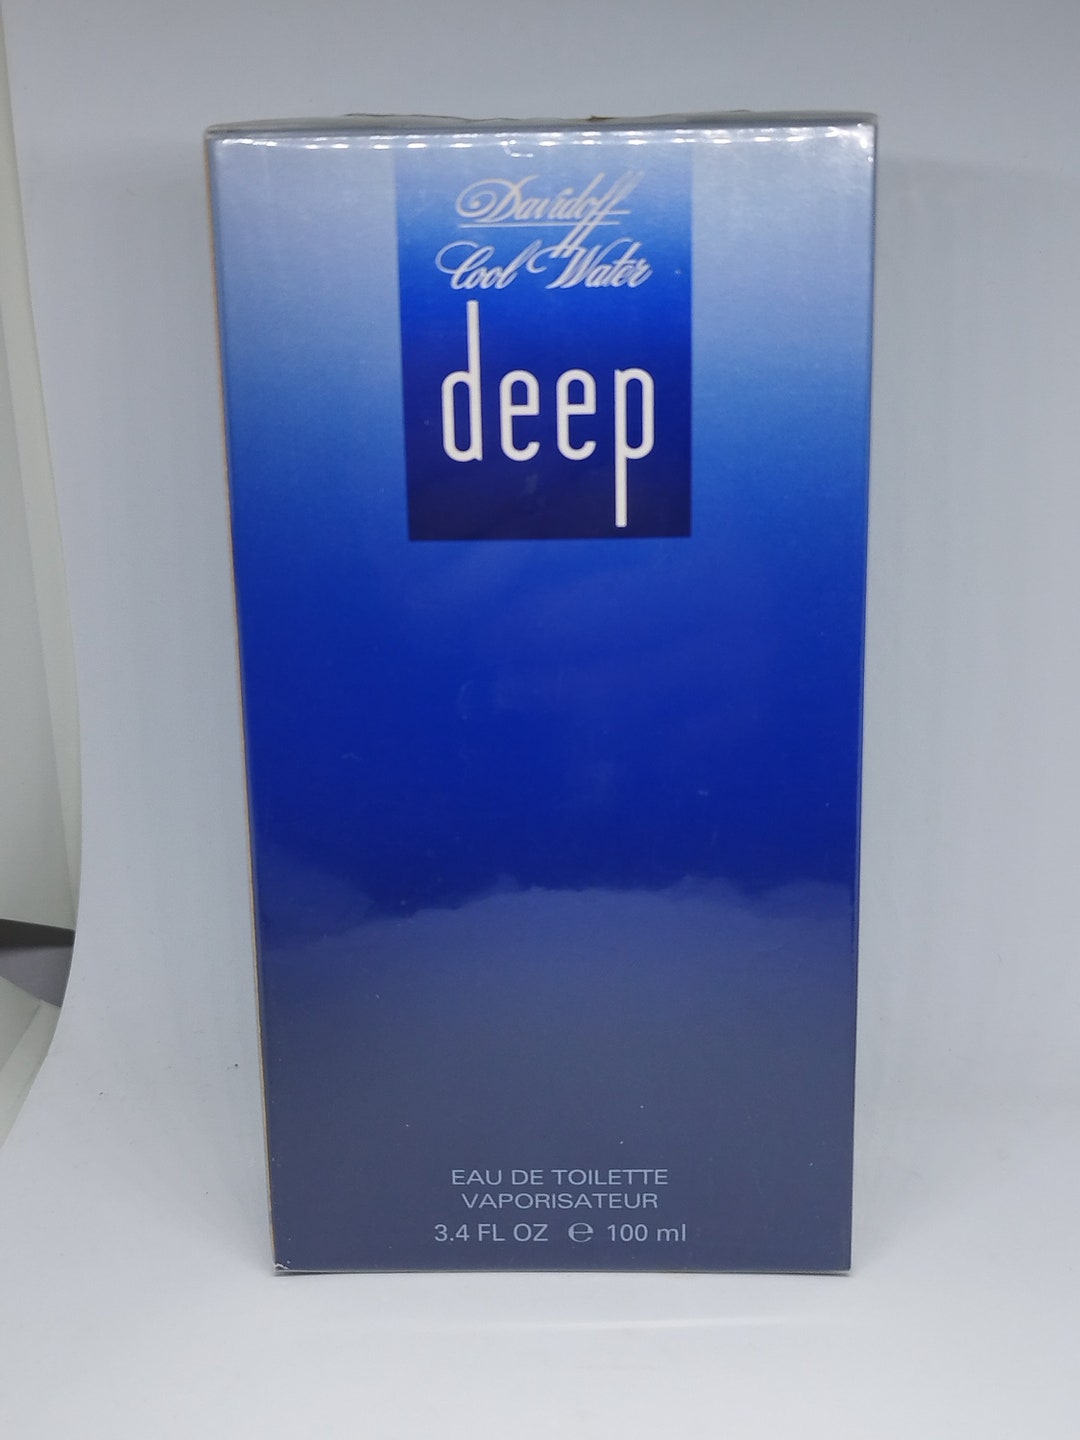 Davidoff
Cool Water
deep
EAU DE TOILETTE
VAPORISATEUR
3.4 FL OZ ℮ 100 ml